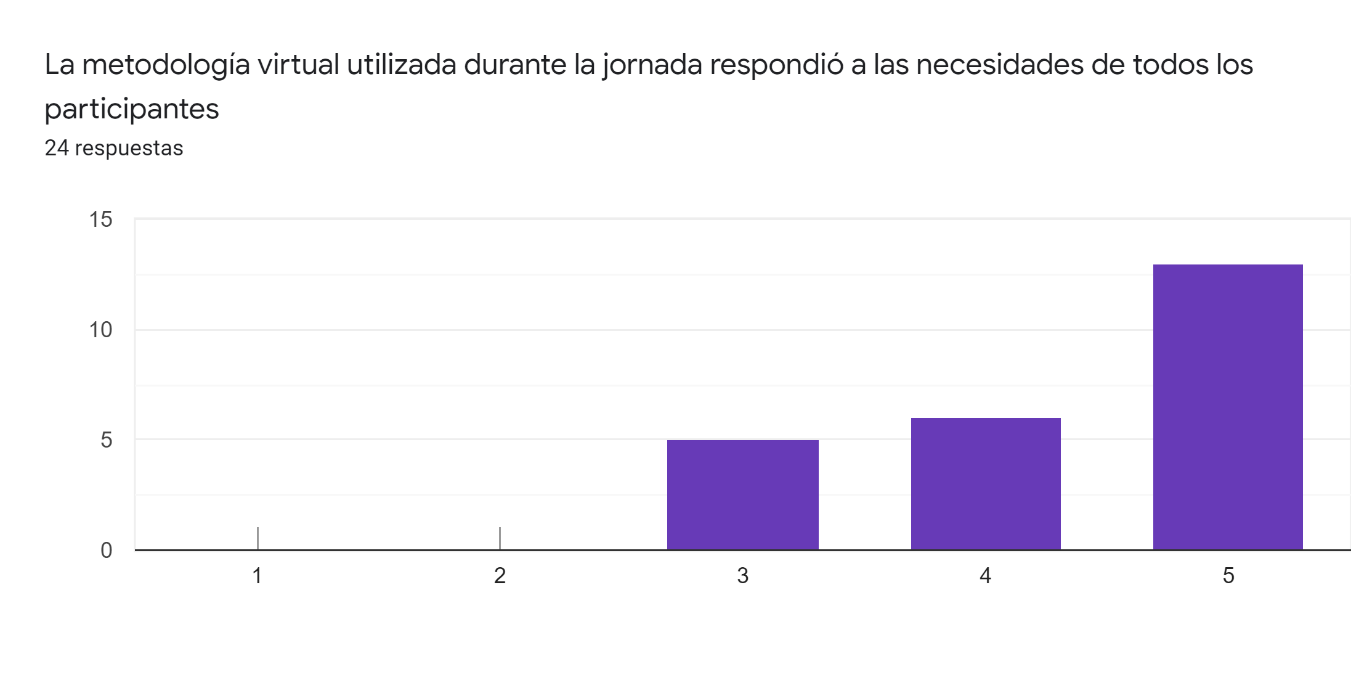 La metodología virtual utilizada durante la jornada respondió a las necesidades de todos los
participantes
24 respuestas
15
10
5
0
1 2 3 4 5